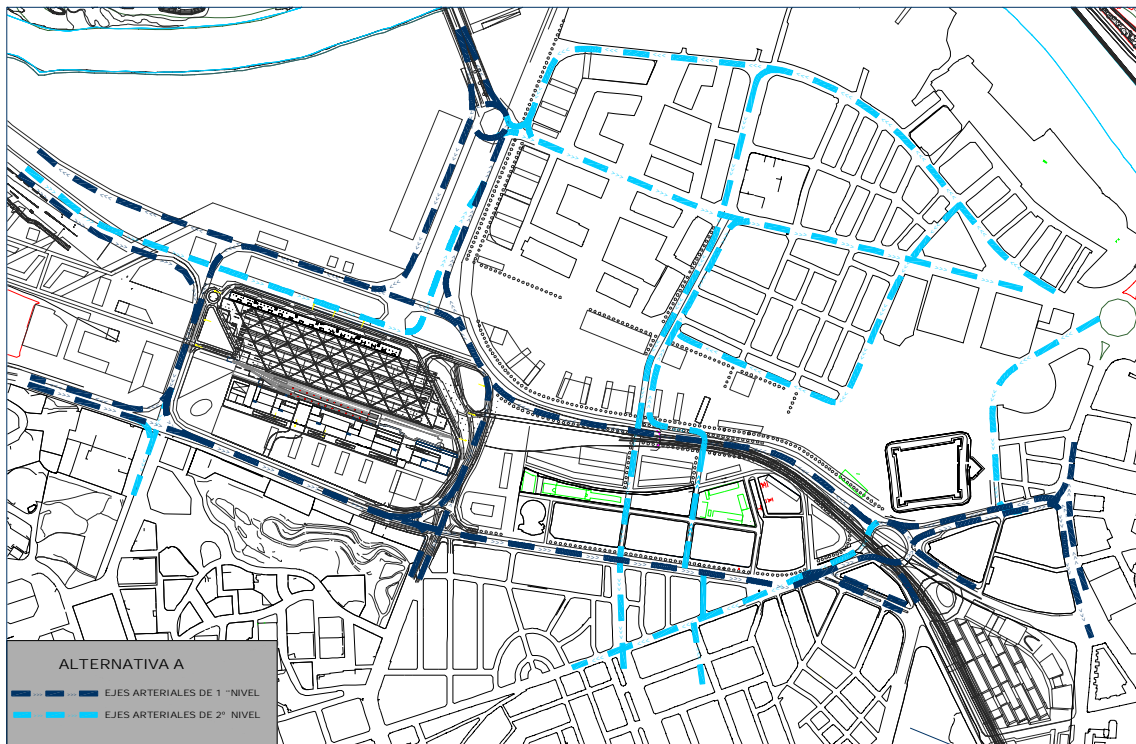 ALTERNATIVA A
EJES ARTERIALES DE 1 ¨NIVEL
EJES ARTERIALES DE 2° NIVEL